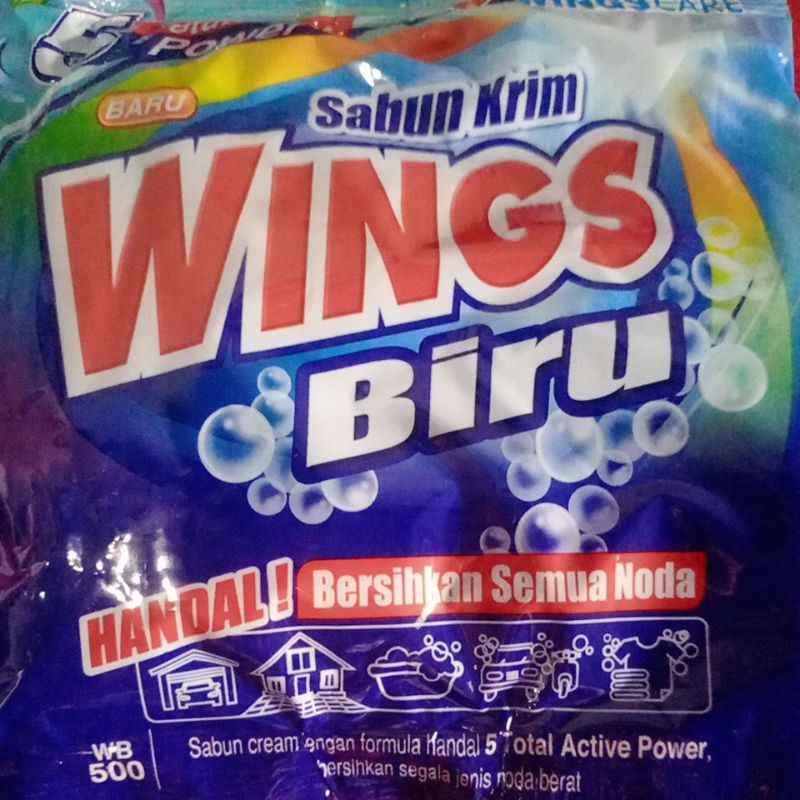 WINGSCARE
5
Power
BARU
Sabun Krim
WINGS
Biru
HANDAL!
Bersihkan Semua Noda
WB
500
Sabun cream engan formula Handal 5 Total Active Power,
bersihkan segala jenis noda berat